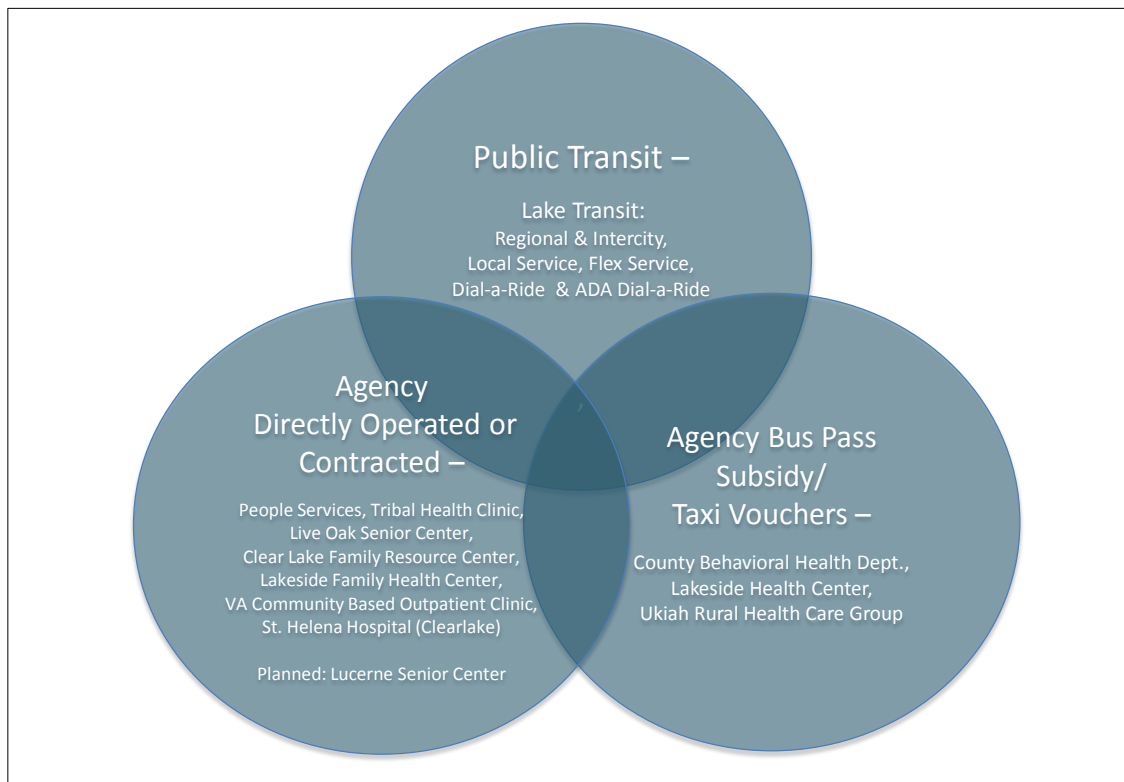 Public Transit –
Lake Transit:
Regional & Intercity,
Local Service, Flex Service,
Dial-a-Ride & ADA Dial-a-Ride
Agency
Directly Operated or
Contracted –
People Services, Tribal Health Clinic,
Live Oak Senior Center,
Clear Lake Family Resource Center,
Lakeside Family Health Center,
VA Community Based Outpatient Clinic,
St. Helena Hospital (Clearlake)
Planned: Lucerne Senior Center
Agency Bus Pass
Subsidy/
Taxi Vouchers –
County Behavioral Health Dept.,
Lakeside Health Center,
Ukiah Rural Health Care Group